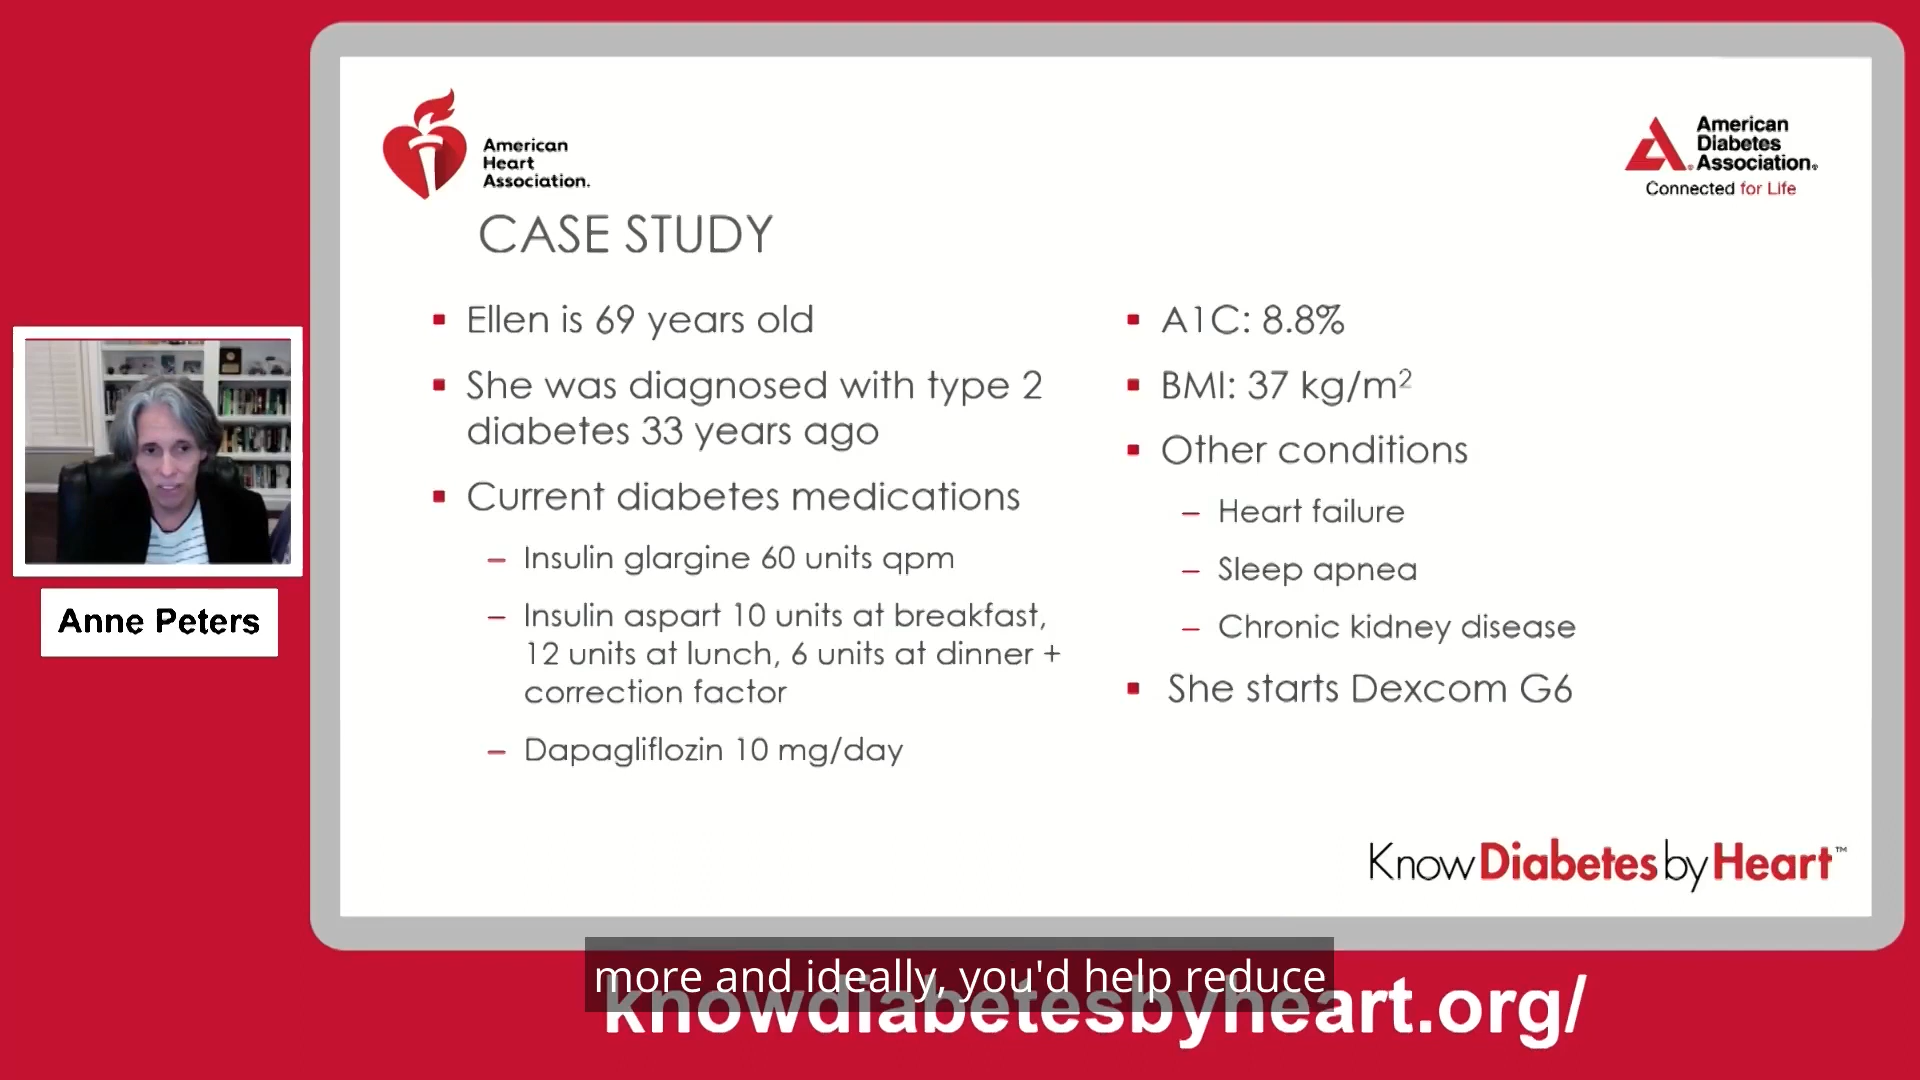 American
Heart
Association.
American
Diabetes
Association®
Connected for Life
CASE STUDY
▪ Ellen is 69 years old
▪ She was diagnosed with type 2
diabetes 33 years ago
▪ Current diabetes medications
– Insulin glargine 60 units qpm
– Insulin aspart 10 units at breakfast,
12 units at lunch, 6 units at dinner +
correction factor
– Dapagliflozin 10 mg/day
▪ A1C: 8.8%
▪ BMI: 37 kg/m²
▪ Other conditions
– Heart failure
– Sleep apnea
– Chronic kidney disease
▪ She starts Dexcom G6
Anne Peters
Know Diabetes by Heart™
more and ideally, you'd help reduce
knowdiabetesbyheart.org/